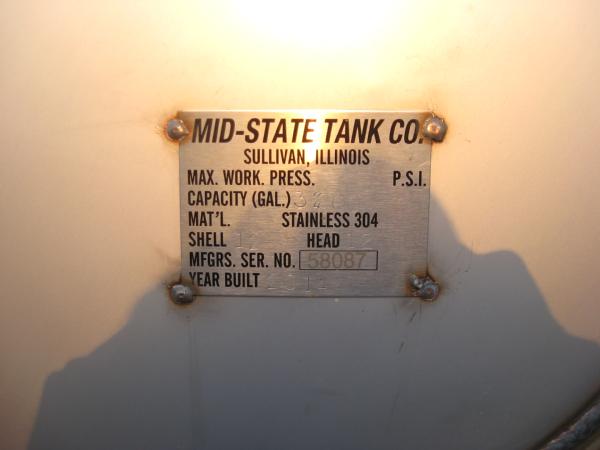 MID-STATE TANK CO.
SULLIVAN, ILLINOIS
MAX. WORK. PRESS. P.S.I.
CAPACITY (GAL.)
MAT'L. STAINLESS 304
SHELL 12 HEAD
MFGRS. SER. NO. 58087
YEAR BUILT